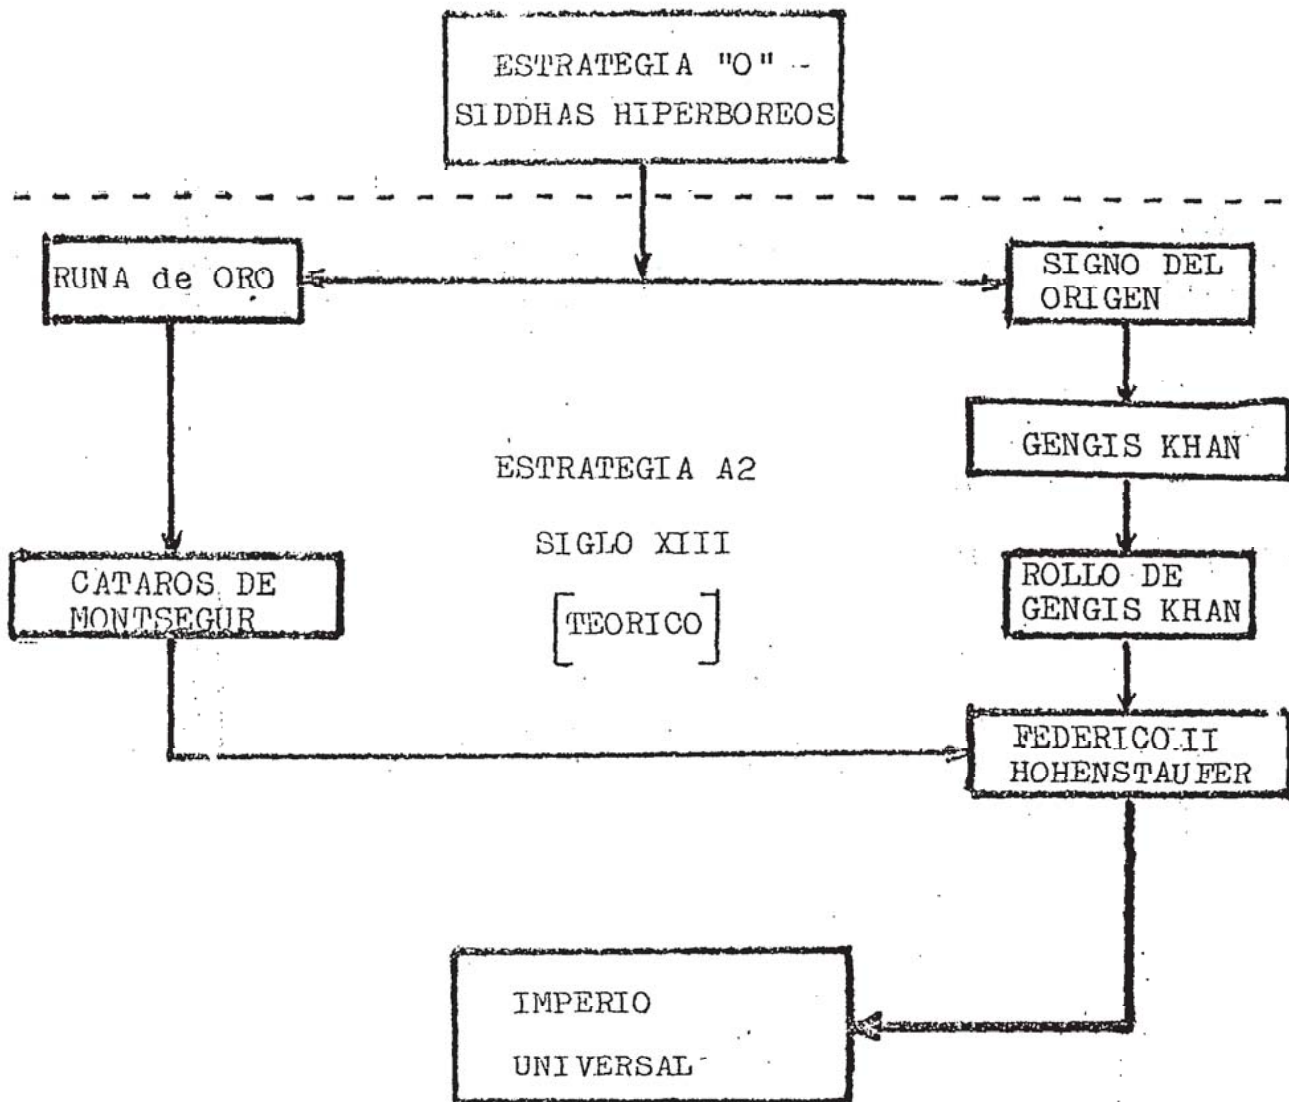 ESTRATEGIA "O"
SIDDHAS HIPERBOREOS
RUNA de ORO
SIGNO DEL
ORIGEN
GENGIS KHAN
ESTRATEGIA A2
SIGLO XIII
[TEORICO]
CATAROS DE
MONTSEGUR
ROLLO DE
GENGIS KHAN
FEDERICO II
HOHENSTAUFER
IMPERIO
UNIVERSAL